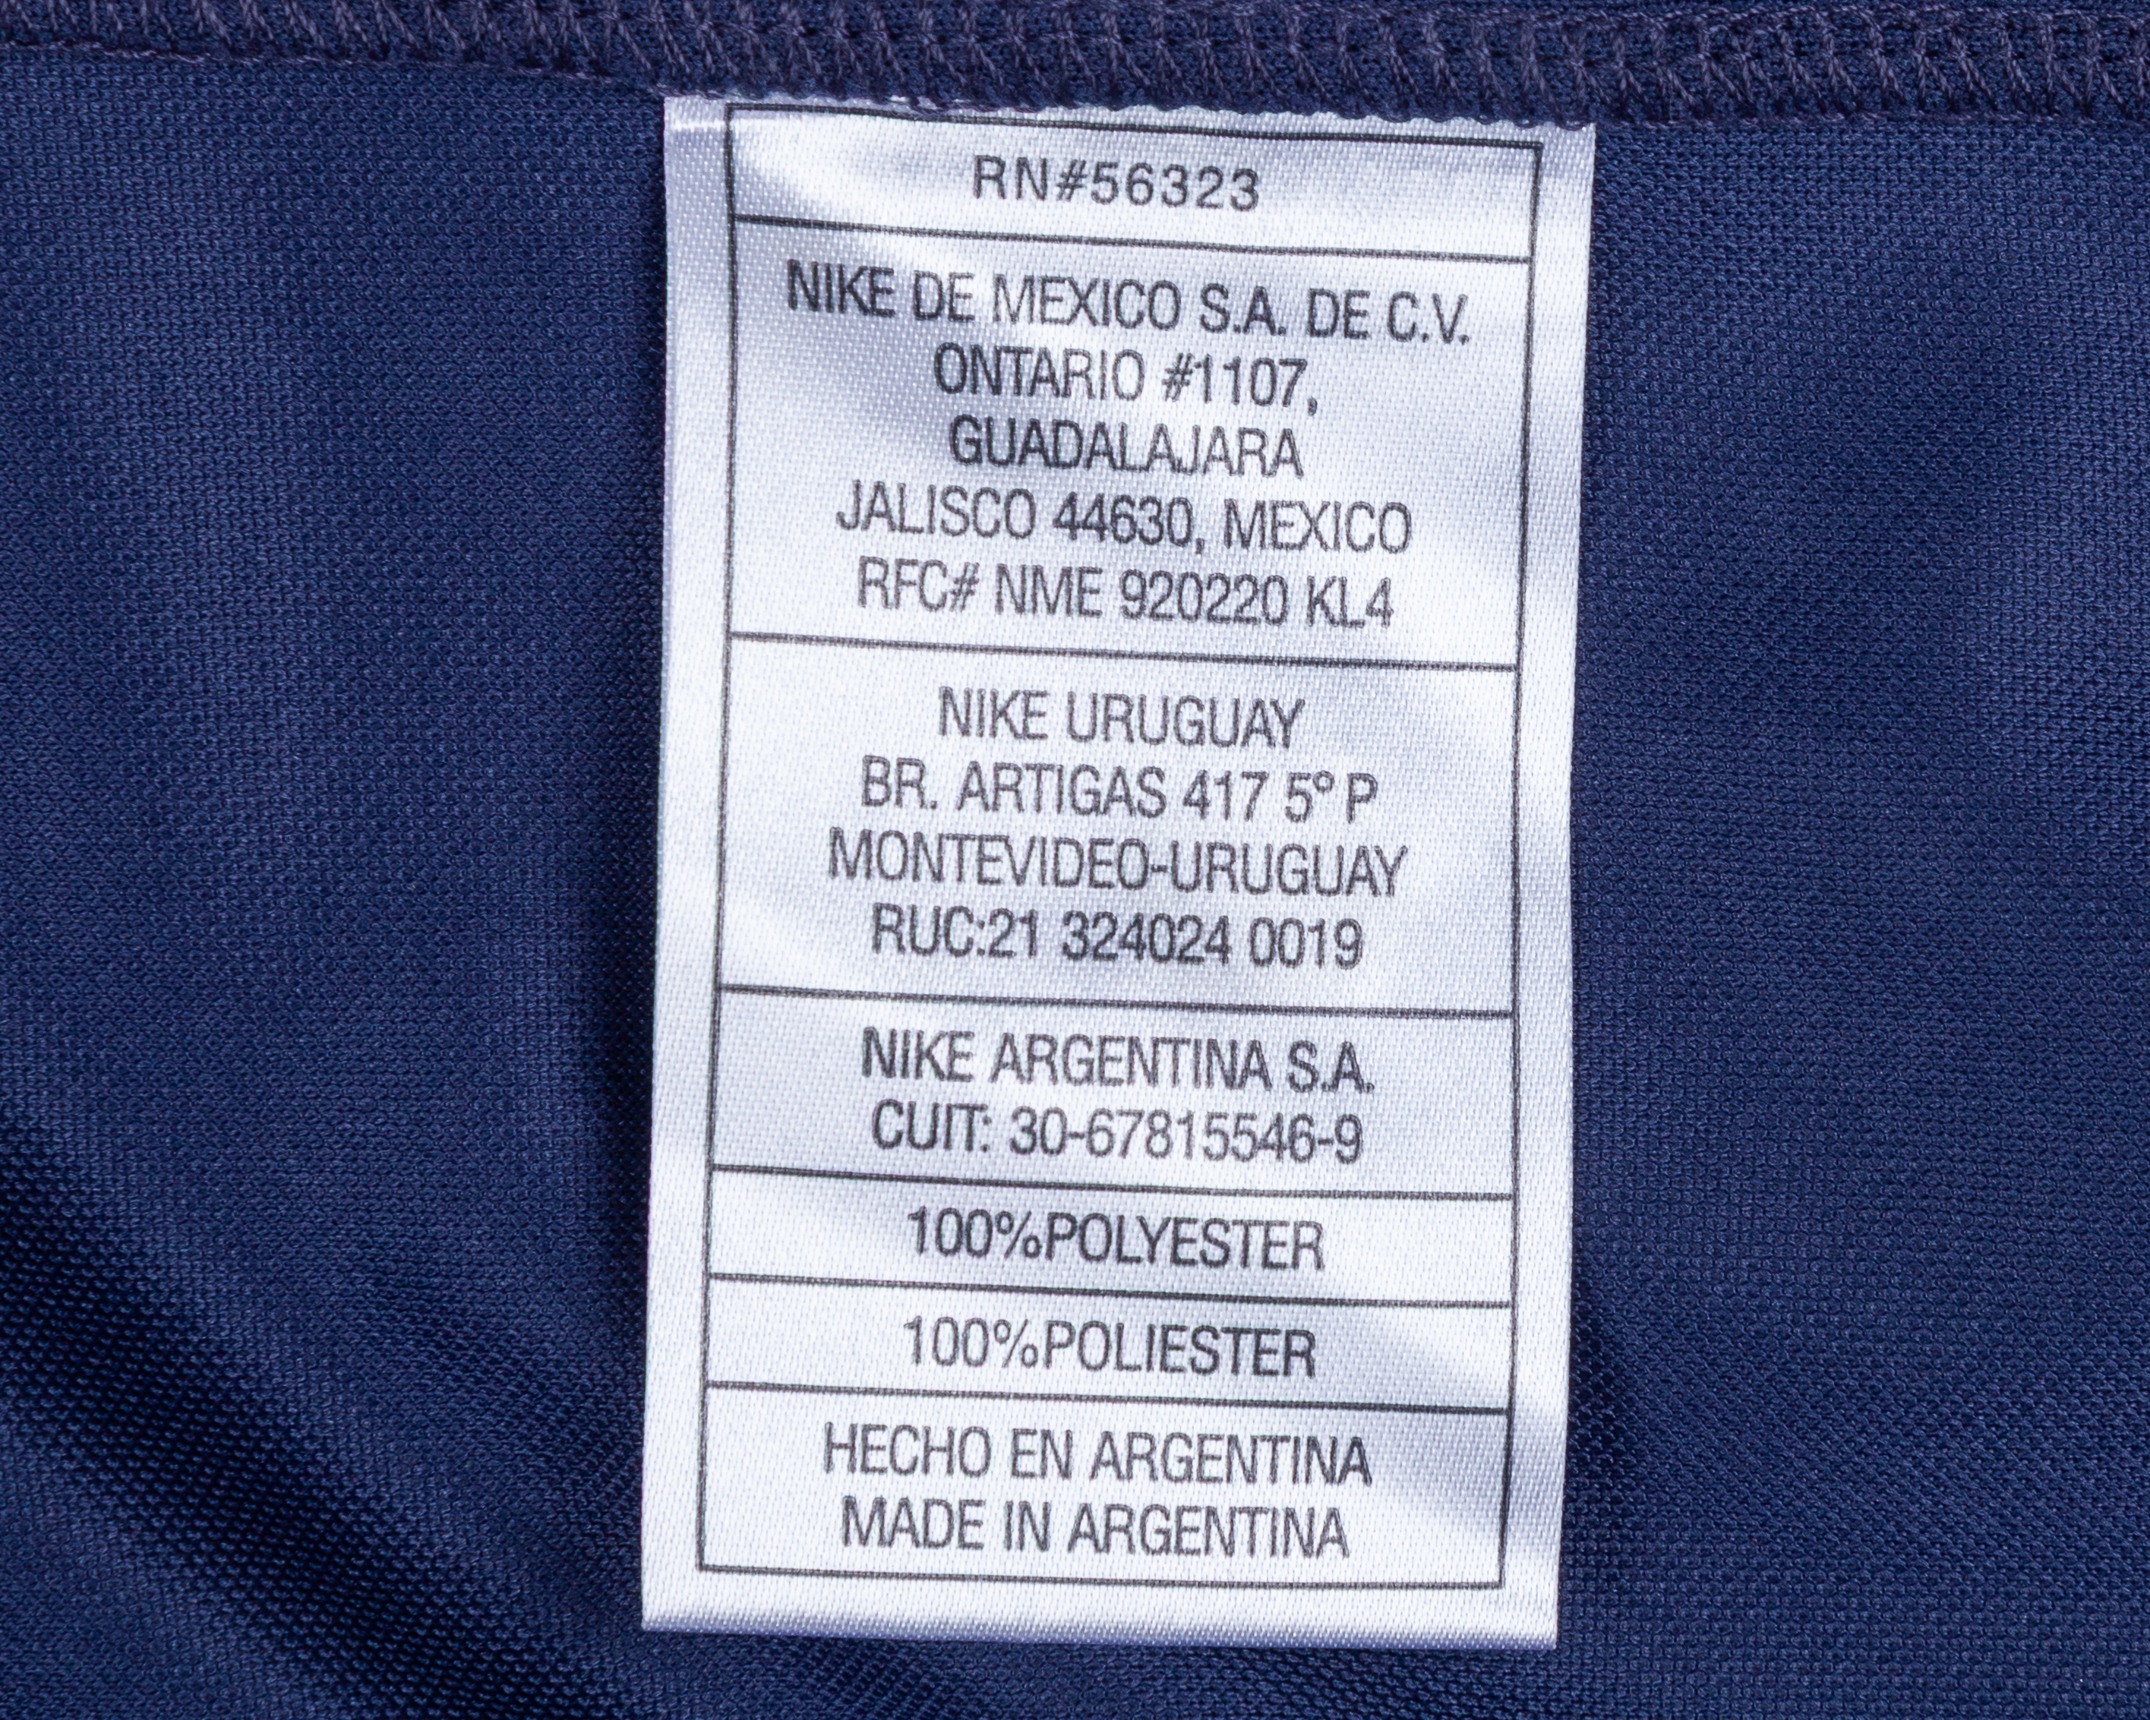 RN#56323
NIKE DE MEXICO S.A. DE C.V.
ONTARIO #1107,
GUADALAJARA
JALISCO 44630, MEXICO
RFC# NME 920220 KL4
NIKE URUGUAY
BR. ARTIGAS 417 5° P
MONTEVIDEO-URUGUAY
RUC:21 324024 0019
NIKE ARGENTINA S.A.
CUIT: 30-67815546-9
100%POLYESTER
100%POLIESTER
HECHO EN ARGENTINA
MADE IN ARGENTINA